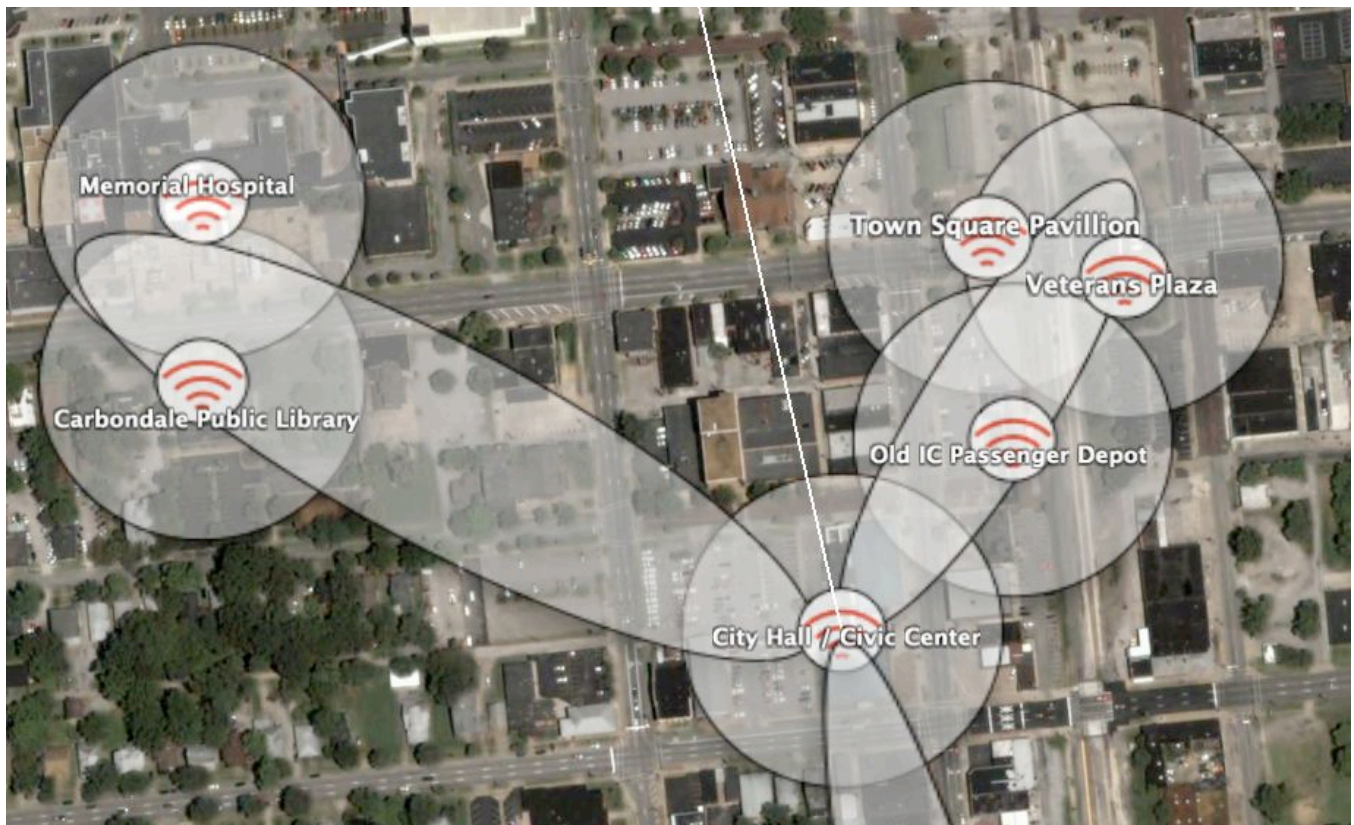 Memorial Hospital
Town Square Pavillion
Veterans Plaza
Carbondale Public Library
Old IC Passenger Depot
City Hall / Civic Center